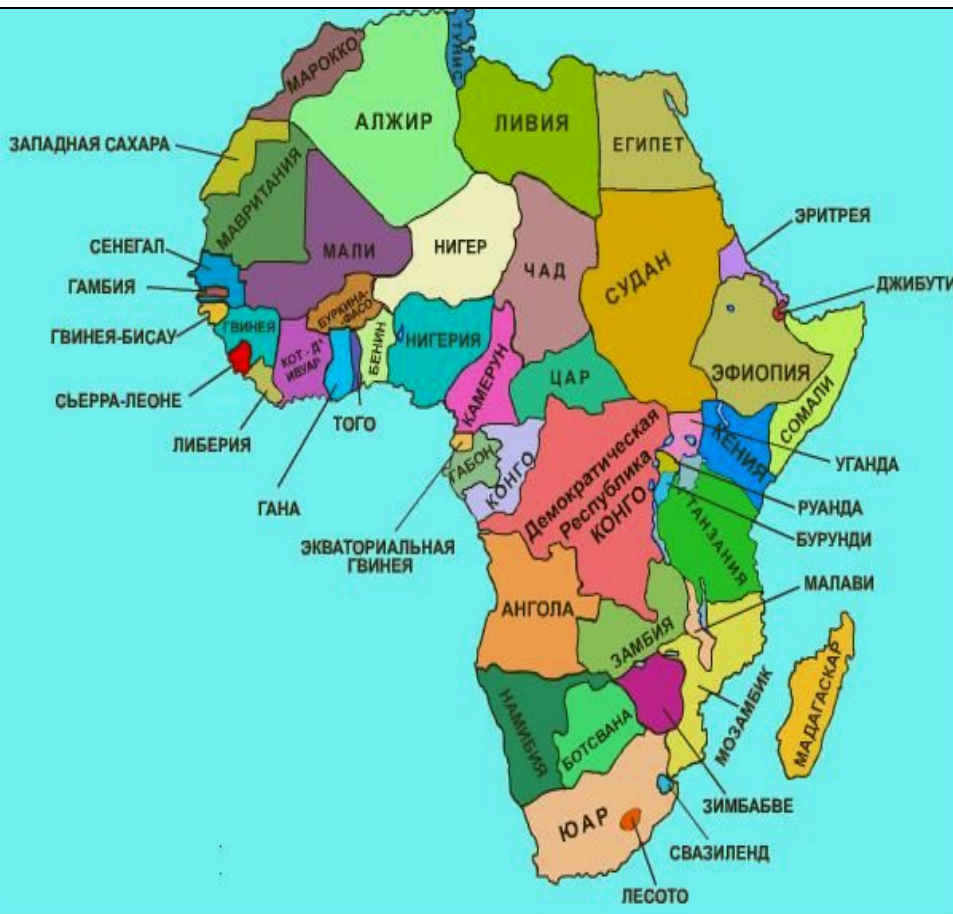 МАРОККО
ТУНИС
АЛЖИР
ЛИВИЯ
ЕГИПЕТ
ЗАПАДНАЯ САХАРА
МАВРИТАНИЯ
МАЛИ
НИГЕР
ЧАД
СУДАН
ЭРИТРЕЯ
СЕНЕГАЛ
ГАМБИЯ
ДЖИБУТИ
БУРКИНА-
ФАСО
ГВИНЕЯ-БИСАУ
ГВИНЕЯ
КОТ - Д'
ИВУАР
БЕНИН
НИГЕРИЯ
КАМЕРУН
ЦАР
ЭФИОПИЯ
СОМАЛИ
СЬЕРРА-ЛЕОНЕ
ЛИБЕРИЯ
ТОГО
ГАНА
ГАБОН
КОНГО
Демократическая
Республика
КОНГО
КЕНИЯ
УГАНДА
РУАНДА
БУРУНДИ
ТАНЗАНИЯ
ЭКВАТОРИАЛЬНАЯ
ГВИНЕЯ
МАЛАВИ
АНГОЛА
ЗАМБИЯ
МОЗАМБИК
МАДАГАСКАР
НАМИБИЯ
БОТСВАНА
ЗИМБАБВЕ
ЮАР
СВАЗИЛЕНД
ЛЕСОТО